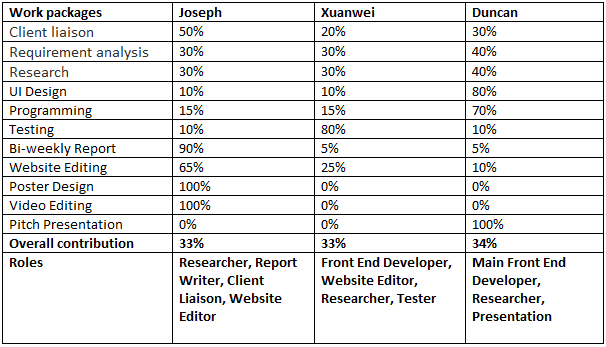 Work packages Joseph Xuanwei Duncan
Client liaison 50% 20% 30%
Requirement analysis 30% 30% 40%
Research 30% 30% 40%
UI Design 10% 10% 80%
Programming 15% 15% 70%
Testing 10% 80% 10%
Bi-weekly Report 90% 5% 5%
Website Editing 65% 25% 10%
Poster Design 100% 0% 0%
Video Editing 100% 0% 0%
Pitch Presentation 0% 0% 100%
Overall contribution 33% 33% 34%
Roles Researcher, Report Front End Developer, Main Front End
Writer, Client Website Editor, Developer,
Liaison, Website Researcher, Tester Researcher,
Editor Presentation